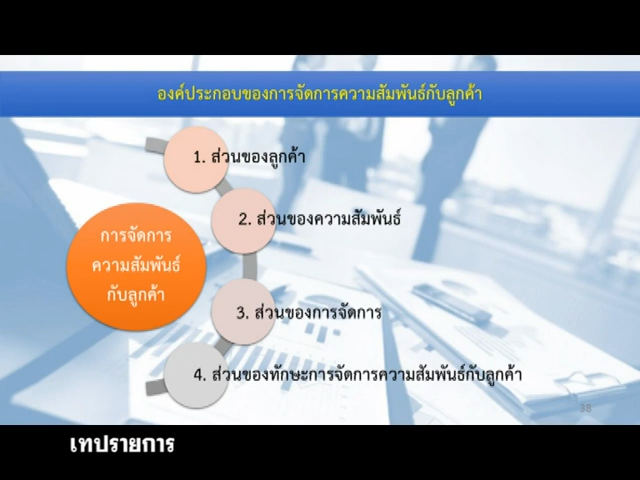 องค์ประกอบของการจัดการความสัมพันธ์กับลูกค้า
1. ส่วนของลูกค้า
2. ส่วนของความสัมพันธ์
การจัดการ
ความสัมพันธ์
กับลูกค้า
3. ส่วนของการจัดการ
4. ส่วนของทักษะการจัดการความสัมพันธ์กับลูกค้า
38
เทปรายการ